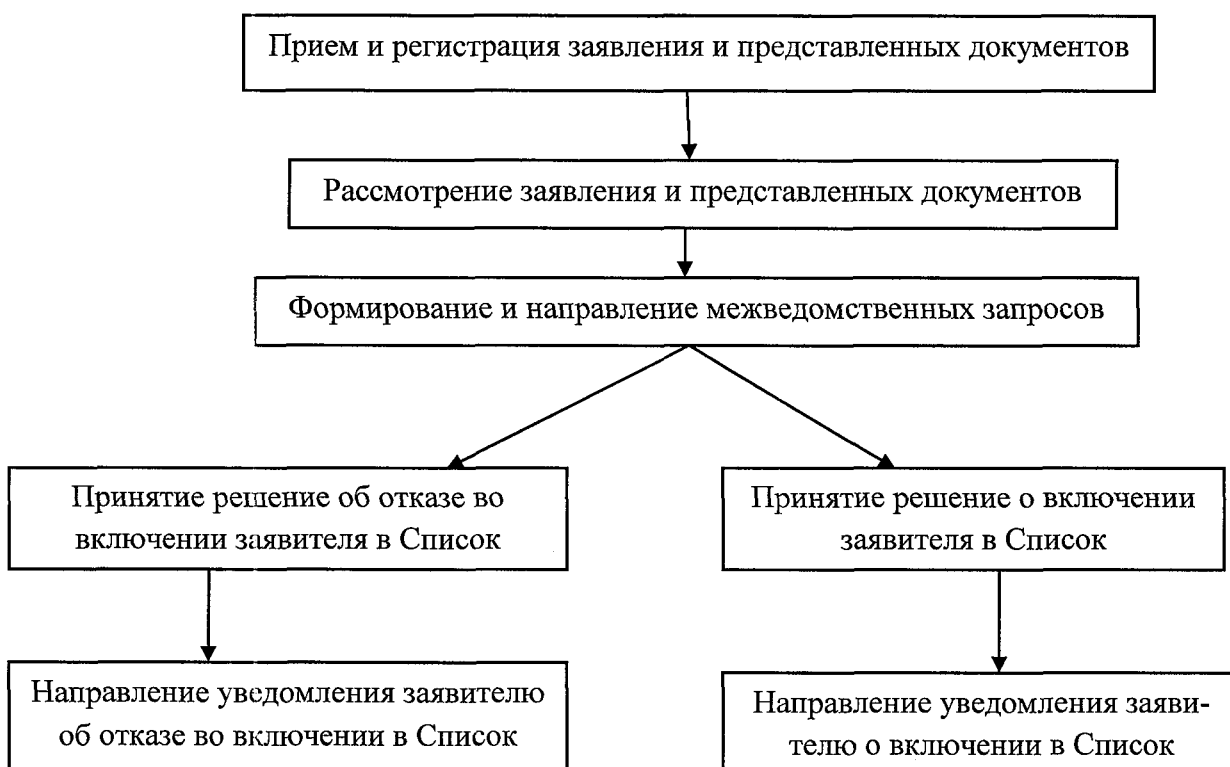 Прием и регистрация заявления и представленных документов
Рассмотрение заявления и представленных документов
Формирование и направление межведомственных запросов
Принятие решение об отказе во
включении заявителя в Список
Принятие решение о включении
заявителя в Список
Направление уведомления заявителю
об отказе во включении в Список
Направление уведомления заяви-
телю о включении в Список